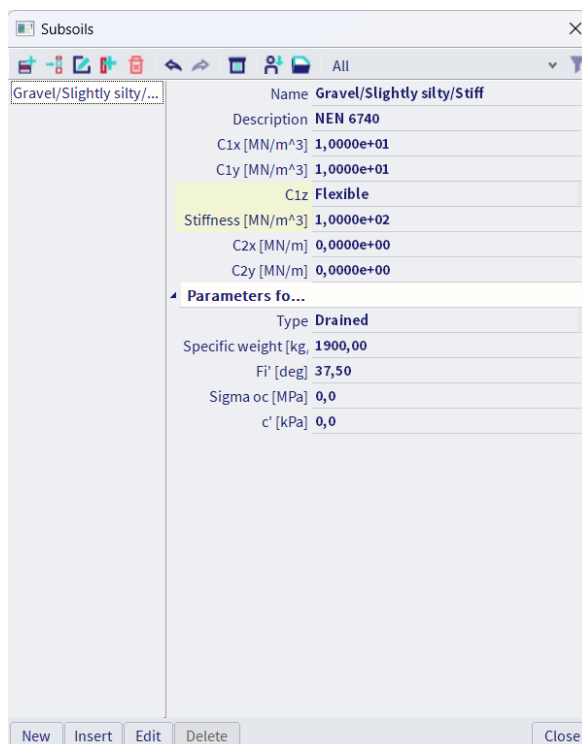 Subsoils
All
Gravel/Slightly silty/...
Name Gravel/Slightly silty/Stiff
Description NEN 6740
C1x [MN/m^3] 1,0000e+01
C1y [MN/m^3] 1,0000e+01
C1z Flexible
Stiffness [MN/m^3] 1,0000e+02
C2x [MN/m] 0,0000e+00
C2y [MN/m] 0,0000e+00
Parameters fo...
Type Drained
Specific weight [kg, 1900,00
Fi' [deg] 37,50
Sigma oc [MPa] 0,0
c' [kPa] 0,0
New Insert Edit Delete Close